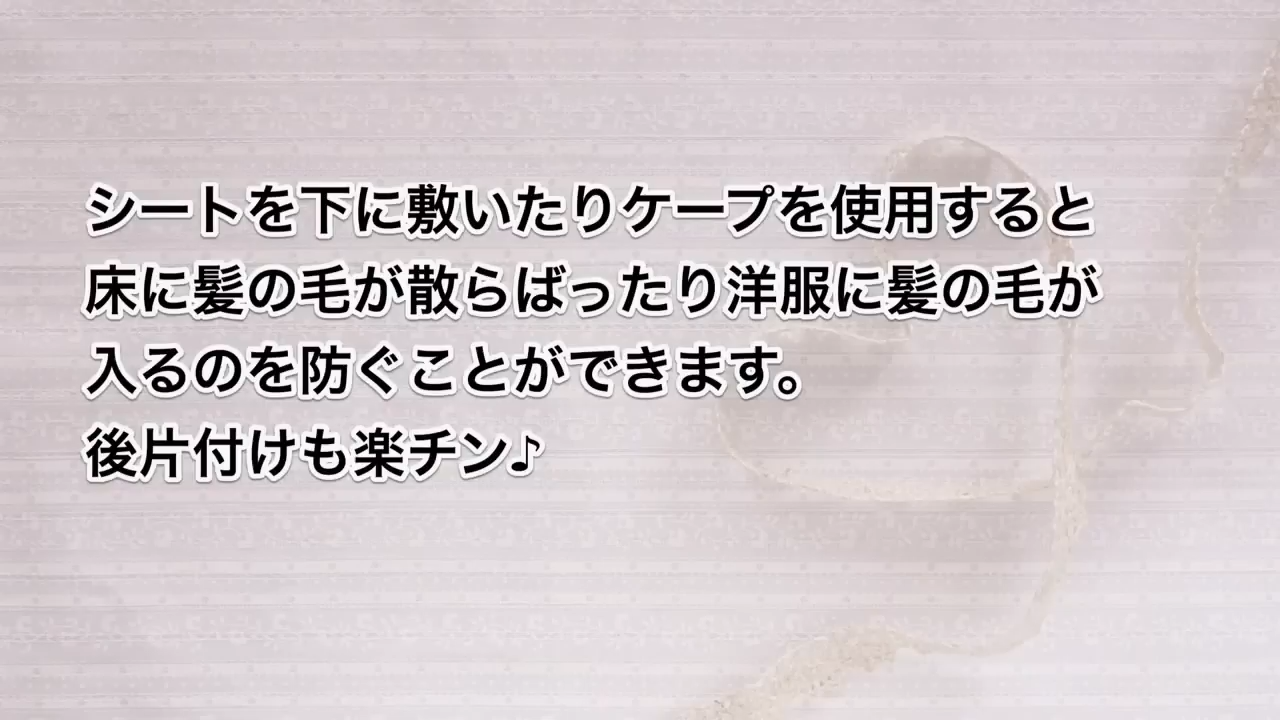 シートを下に敷いたりケープを使用すると
床に髪の毛が散らばったり洋服に髪の毛が
入るのを防ぐことができます。
後片付けも楽チン♪